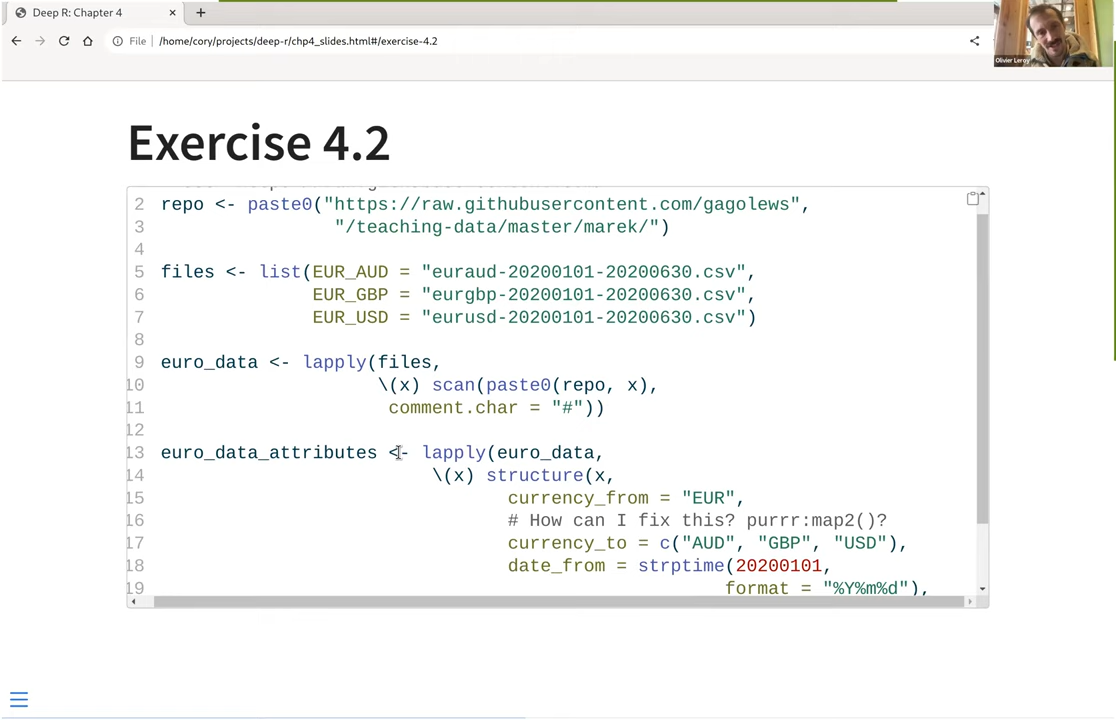 Deep R: Chapter 4
File
/home/cory/projects/deep-r/chp4_slides.html#/exercise-4.2
Olivier Leroy
Exercise 4.2
2 repo <- paste0("https://raw.githubusercontent.com/gagolews",
3 "/teaching-data/master/marek/")
4
5 files <- list(EUR_AUD = "euraud-20200101-20200630.csv",
6 EUR_GBP = "eurgbp-20200101-20200630.csv",
7 EUR_USD = "eurusd-20200101-20200630.csv")
8
9 euro_data <- lapply(files,
10 \(x) scan(paste0(repo, x),
11 comment.char = "#"))
12
13 euro_data_attributes <- lapply(euro_data,
14 \(x) structure(x,
15 currency_from = "EUR",
16 # How can I fix this? purrr:map2()?
17 currency_to = c("AUD", "GBP", "USD"),
18 date_from = strptime(20200101,
19 format = "%Y%m%d"),